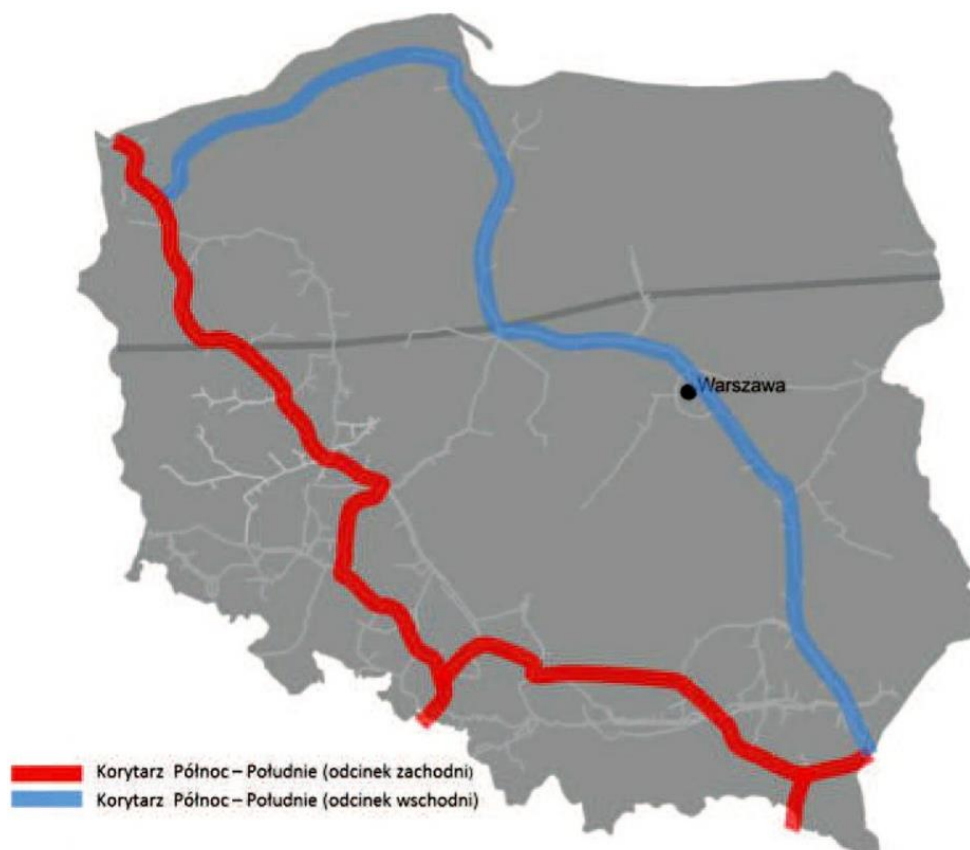 Warszawa
Korytarz Północ – Południe (odcinek zachodni)
Korytarz Północ – Południe (odcinek wschodni)